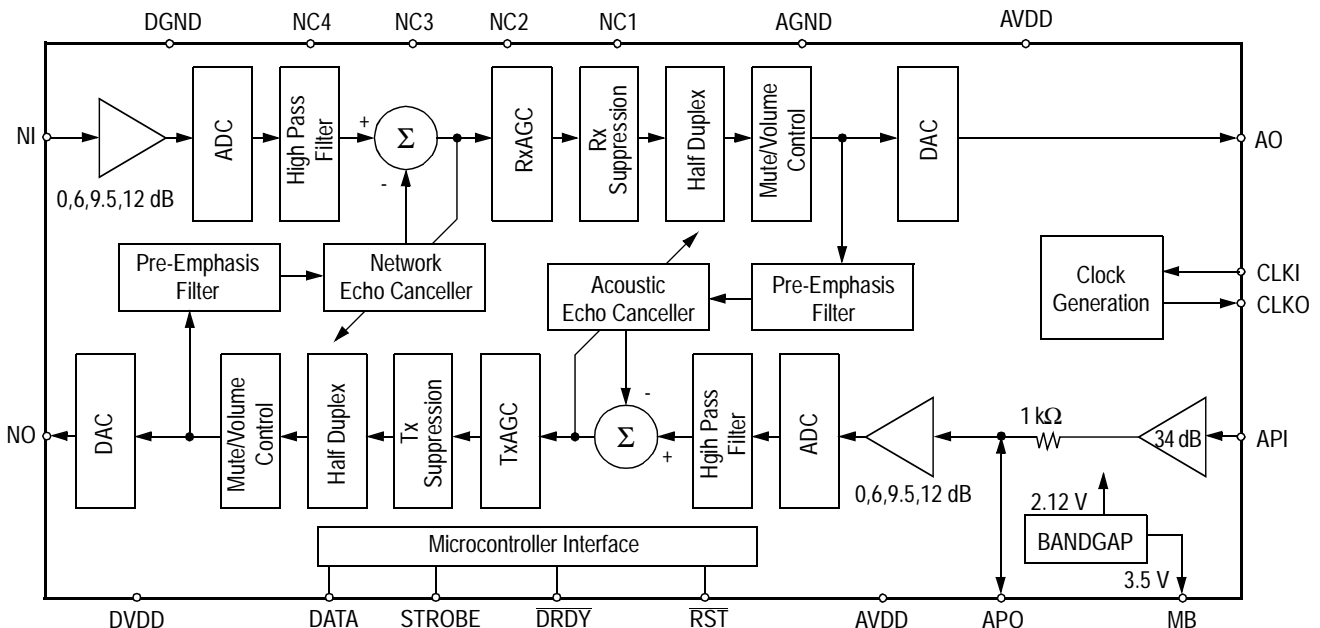 DGND NC4 NC3 NC2 NC1 AGND AVDD
NI
0,6,9.5,12 dB
ADC
High Pass
Filter
+
Σ
-
RxAGC
Rx
Suppression
Half Duplex
Mute/Volume
Control
DAC
AO
Pre-Emphasis
Filter
Network
Echo Canceller
Acoustic
Echo Canceller
Pre-Emphasis
Filter
Clock
Generation
CLKI
CLKO
NO
DAC
Mute/Volume
Control
Half Duplex
Tx
Suppression
TxAGC
-
Σ
+
Hgih Pass
Filter
ADC
0,6,9.5,12 dB
1 kΩ
34 dB
API
2.12 V
BANDGAP
3.5 V
Microcontroller Interface
DVDD DATA STROBE DRDY RST AVDD APO MB